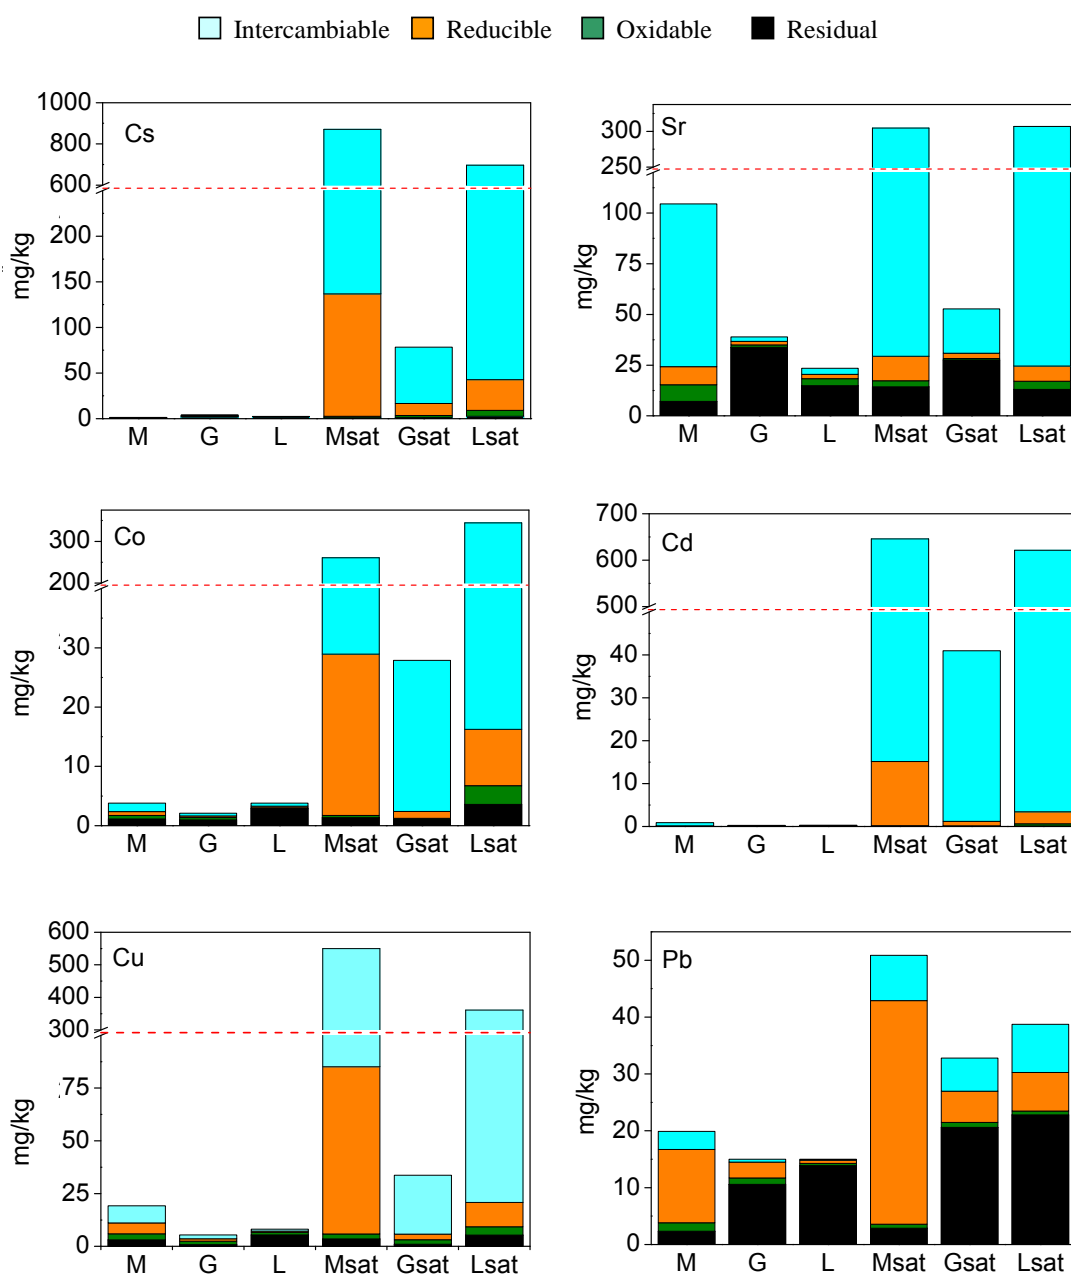 Intercambiable Reducible Oxidable Residual
Cs
1000
800
600
200
150
100
50
0
mg/kg
M G L Msat Gsat Lsat
Sr
300
250
100
75
50
25
0
mg/kg
M G L Msat Gsat Lsat
Co
300
200
30
20
10
0
mg/kg
M G L Msat Gsat Lsat
Cd
700
600
500
40
30
20
10
0
mg/kg
M G L Msat Gsat Lsat
Cu
600
500
400
300
75
50
25
0
mg/kg
M G L Msat Gsat Lsat
Pb
50
40
30
20
10
0
mg/kg
M G L Msat Gsat Lsat